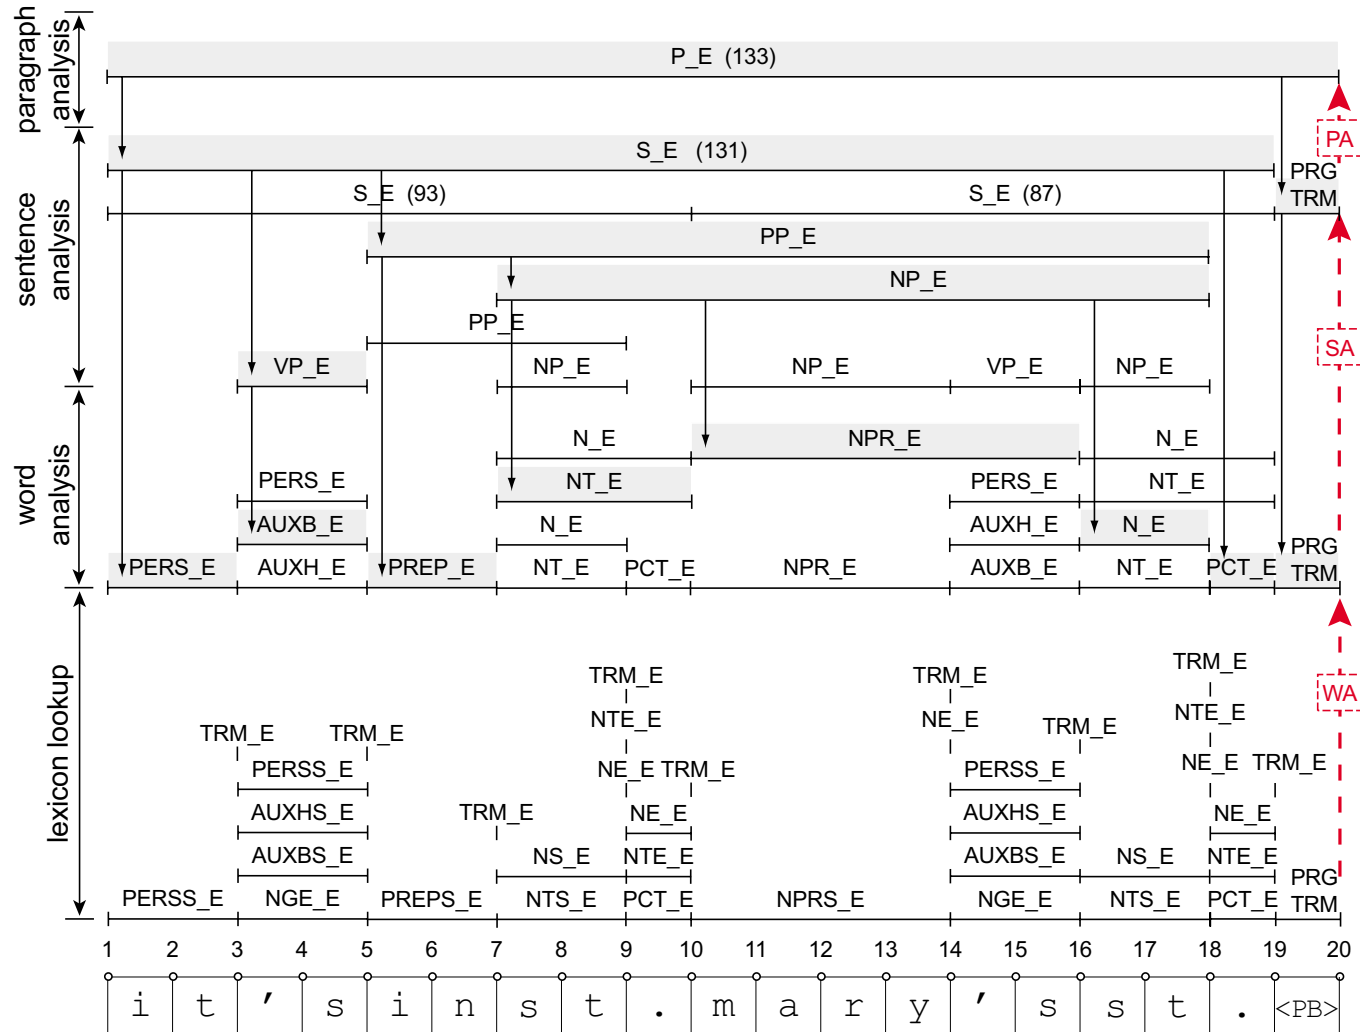 P_E (133)
paragraph analysis
PA
S_E (131)
PRG
S_E (93) S_E (87) TRM
PP_E
NP_E
PP_E
sentence analysis
SA
VP_E NP_E NP_E VP_E NP_E
N_E NPR_E N_E
word analysis
PERS_E NT_E PERS_E NT_E
AUXB_E N_E AUXH_E N_E
PRG
PERS_E AUXH_E PREP_E NT_E PCT_E NPR_E AUXB_E NT_E PCT_E TRM
TRM_E TRM_E TRM_E
WA
lexicon lookup
NTE_E NE_E NTE_E
TRM_E TRM_E TRM_E
PERSS_E NE_E TRM_E PERSS_E NE_E TRM_E
AUXHS_E TRM_E NE_E AUXHS_E NE_E
AUXBS_E NS_E NTE_E AUXBS_E NS_E NTE_E
PRG
PERSS_E NGE_E PREPS_E NTS_E PCT_E NPRS_E NGE_E NTS_E PCT_E TRM
1 2 3 4 5 6 7 8 9 10 11 12 13 14 15 16 17 18 19 20
i t ' s i n s t . m a r y ' s s t . <PB>